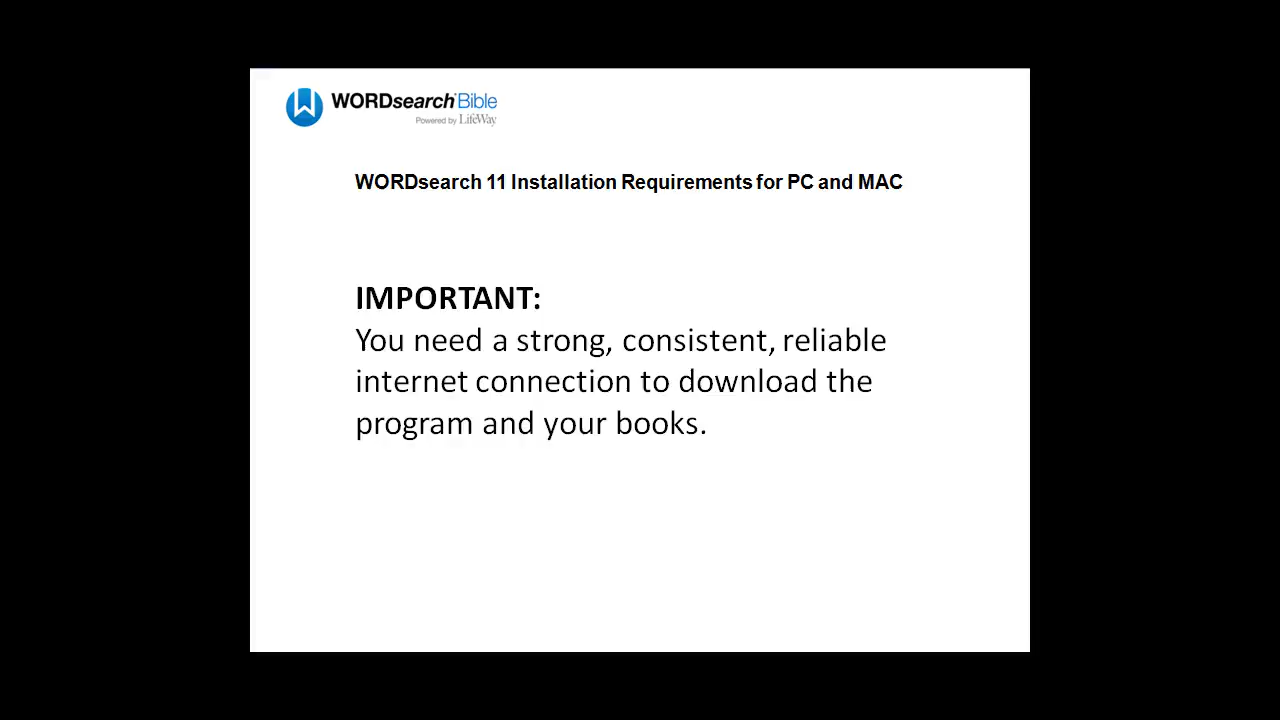 WORDsearch Bible
Powered by LifeWay
WORDsearch 11 Installation Requirements for PC and MAC
IMPORTANT:
You need a strong, consistent, reliable
internet connection to download the
program and your books.